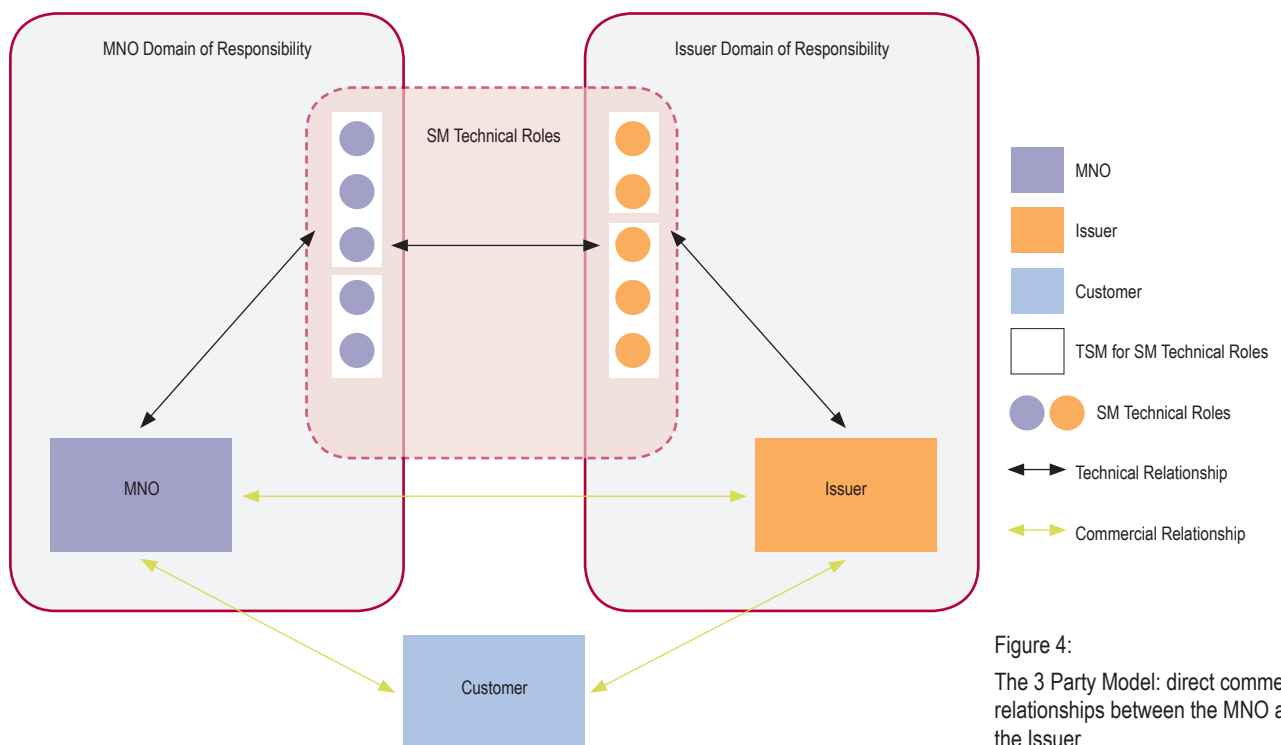 MNO Domain of Responsibility
Issuer Domain of Responsibility
SM Technical Roles
MNO
Issuer
Customer
MNO
Issuer
Customer
TSM for SM Technical Roles
SM Technical Roles
Technical Relationship
Commercial Relationship
Figure 4:
The 3 Party Model: direct
relationships between the MNO
the Issuer